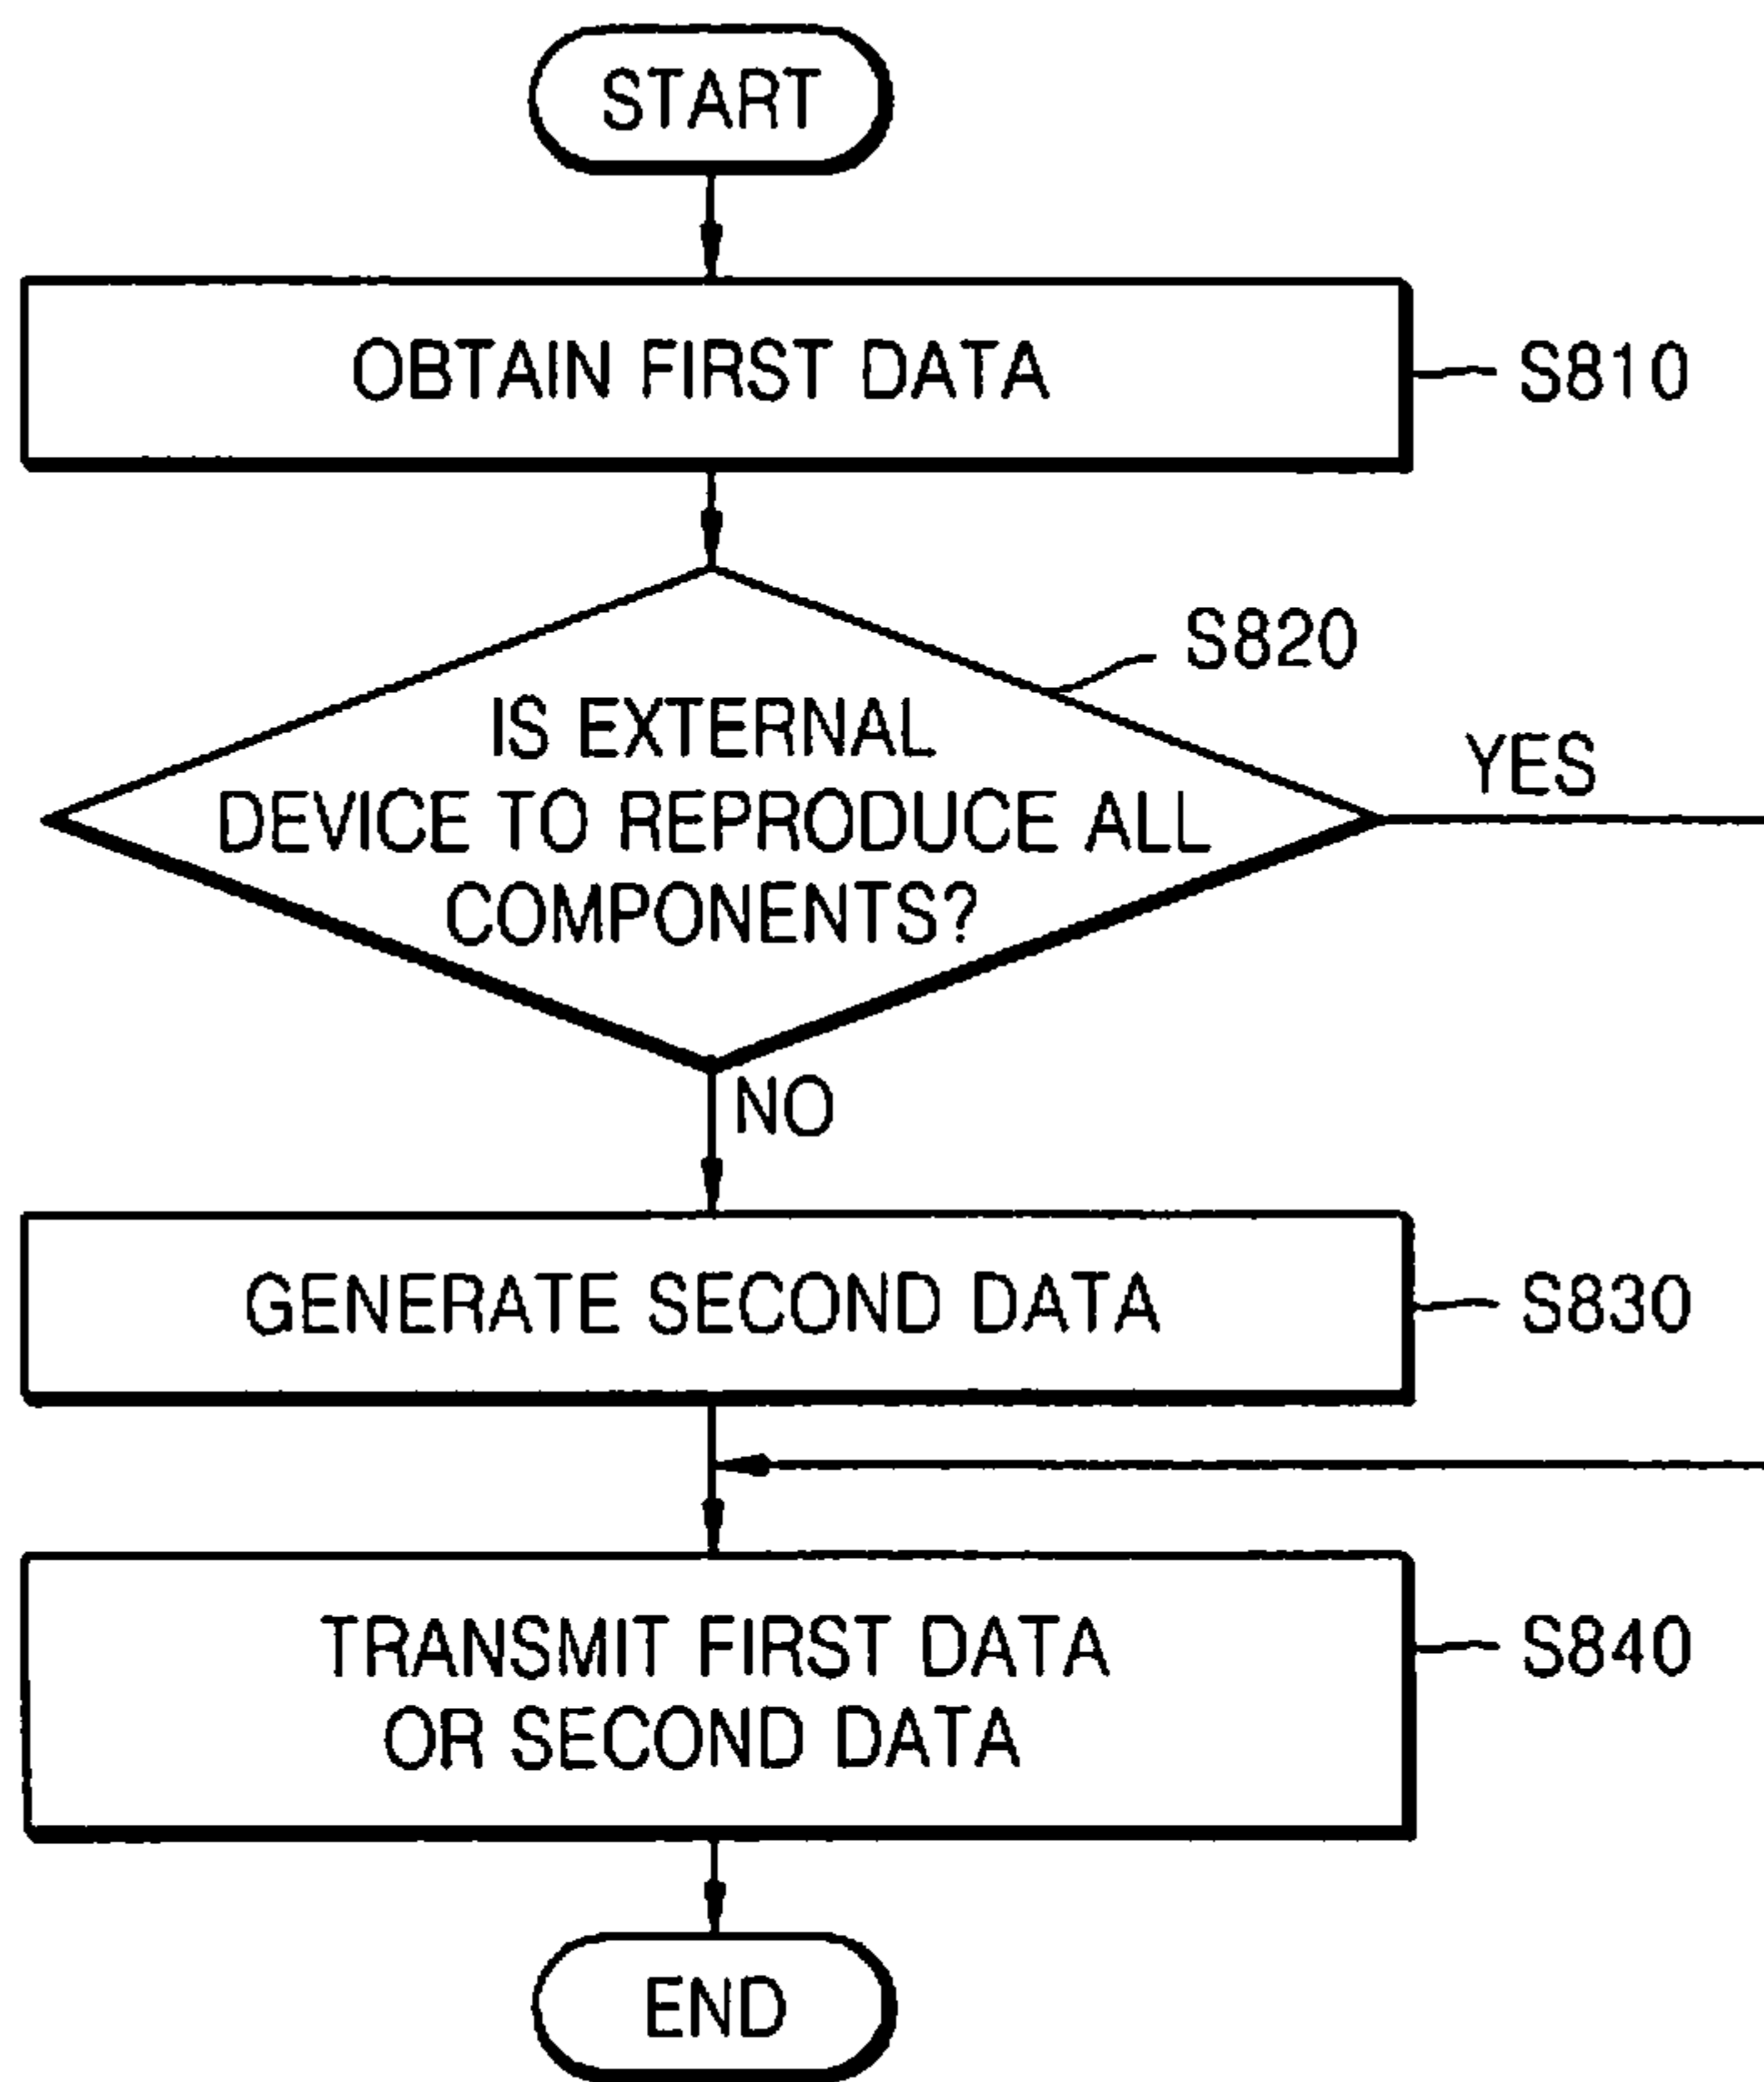 START
OBTAIN FIRST DATA
S810
S820
IS EXTERNAL
DEVICE TO REPRODUCE ALL
COMPONENTS?
YES
NO
GENERATE SECOND DATA
S830
TRANSMIT FIRST DATA
OR SECOND DATA
S840
END